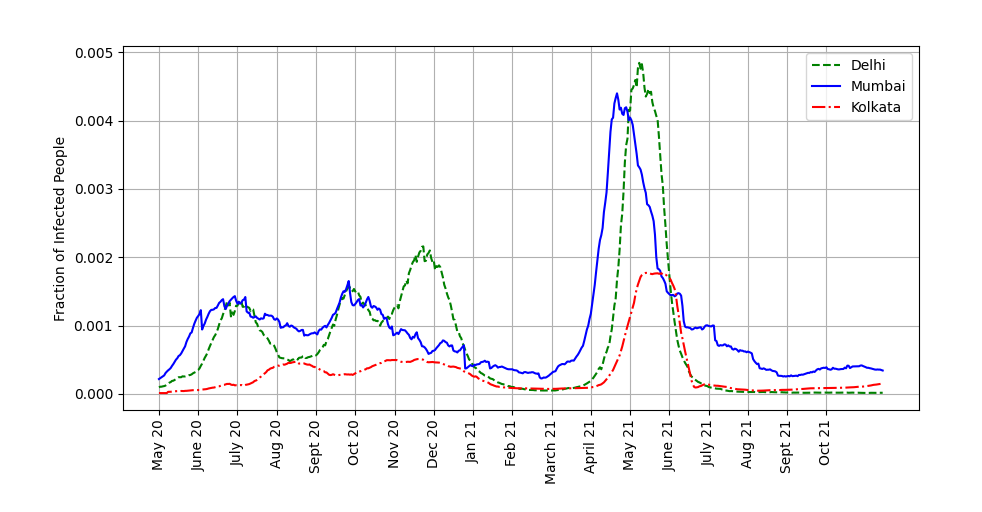 0.005
0.004
0.003
0.002
0.001
0.000
Fraction of Infected People
Delhi
Mumbai
Kolkata
May 20
June 20
July 20
Aug 20
Sept 20
Oct 20
Nov 20
Dec 20
Jan 21
Feb 21
March 21
April 21
May 21
June 21
July 21
Aug 21
Sept 21
Oct 21